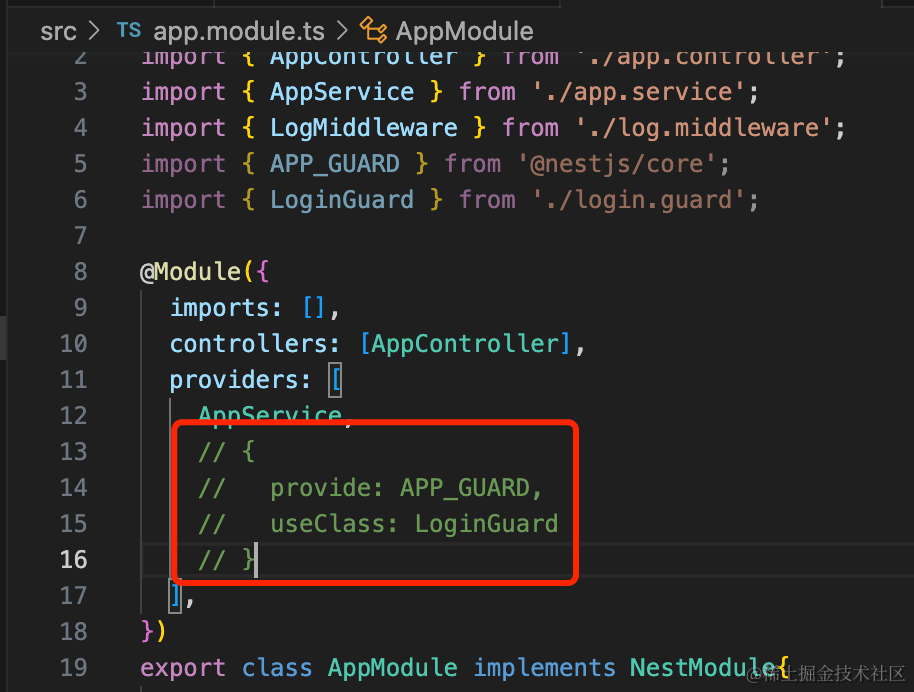 src > TS app.module.ts > AppModule
2 import { AppController } from './app.controller';
3 import { AppService } from './app.service';
4 import { LogMiddleware } from './log.middleware';
5 import { APP_GUARD } from '@nestjs/core';
6 import { LoginGuard } from './login.guard';
7
8 @Module({
9   imports: [],
10   controllers: [AppController],
11   providers: [
12     AppService,
13     // {
14     //   provide: APP_GUARD,
15     //   useClass: LoginGuard
16     // }
17   ],
18 })
19 export class AppModule implements NestModule{
@稀土掘金技术社区